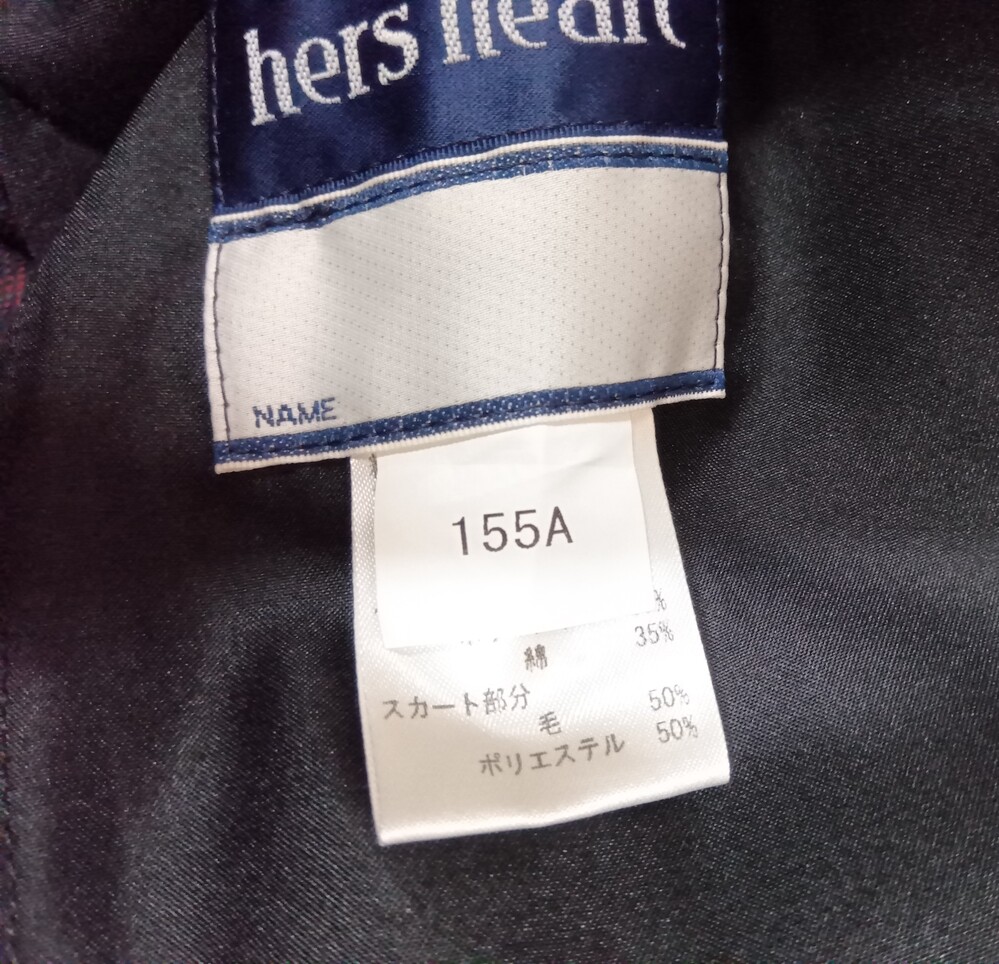 hers heart
NAME
155A
%
綿 35%
スカート部分
毛 50%
ポリエステル 50%